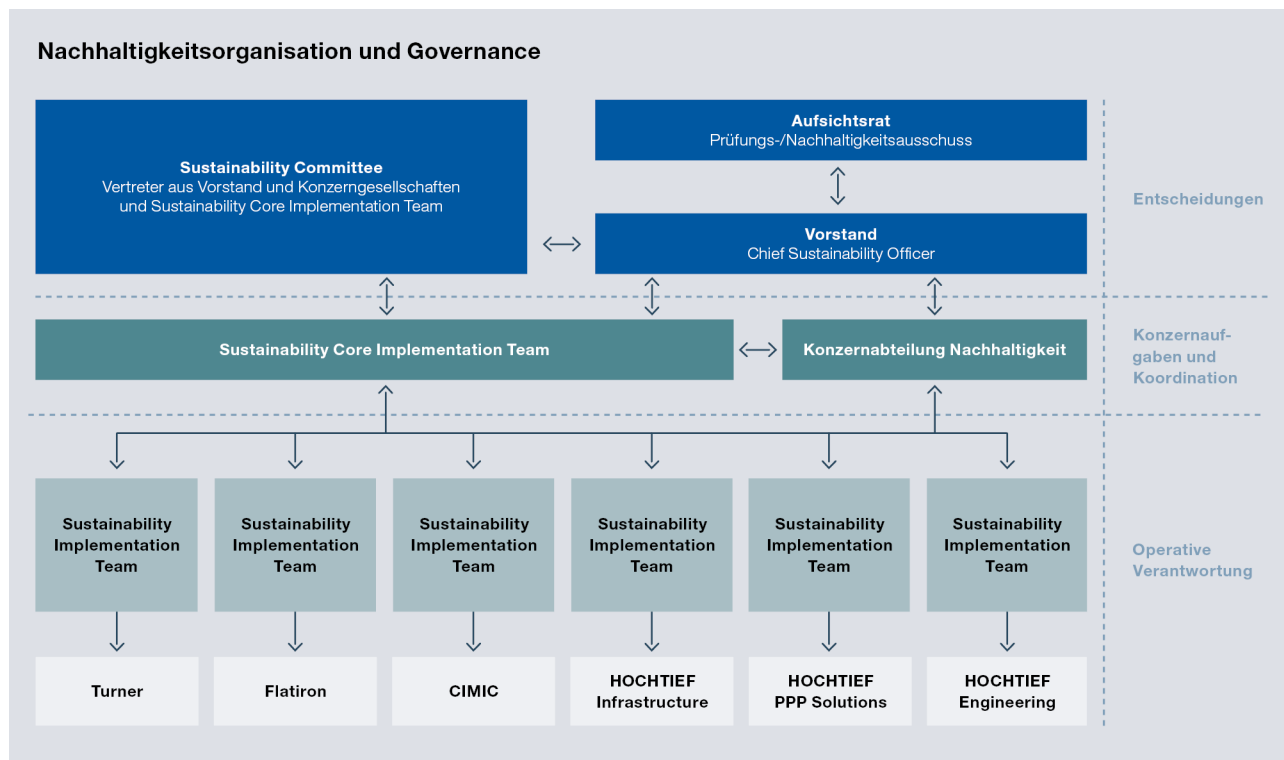 Nachhaltigkeitsorganisation und Governance
Sustainability Committee
Vertreter aus Vorstand und Konzerngesellschaften
und Sustainability Core Implementation Team
Aufsichtsrat
Prüfungs-/Nachhaltigkeitsausschuss
Vorstand
Chief Sustainability Officer
Entscheidungen
Sustainability Core Implementation Team
Konzernabteilung Nachhaltigkeit
Konzernauf-
gaben und
Koordination
Sustainability
Implementation
Team
Sustainability
Implementation
Team
Sustainability
Implementation
Team
Sustainability
Implementation
Team
Sustainability
Implementation
Team
Sustainability
Implementation
Team
Operative
Verantwortung
Turner
Flatiron
CIMIC
HOCHTIEF
Infrastructure
HOCHTIEF
PPP Solutions
HOCHTIEF
Engineering